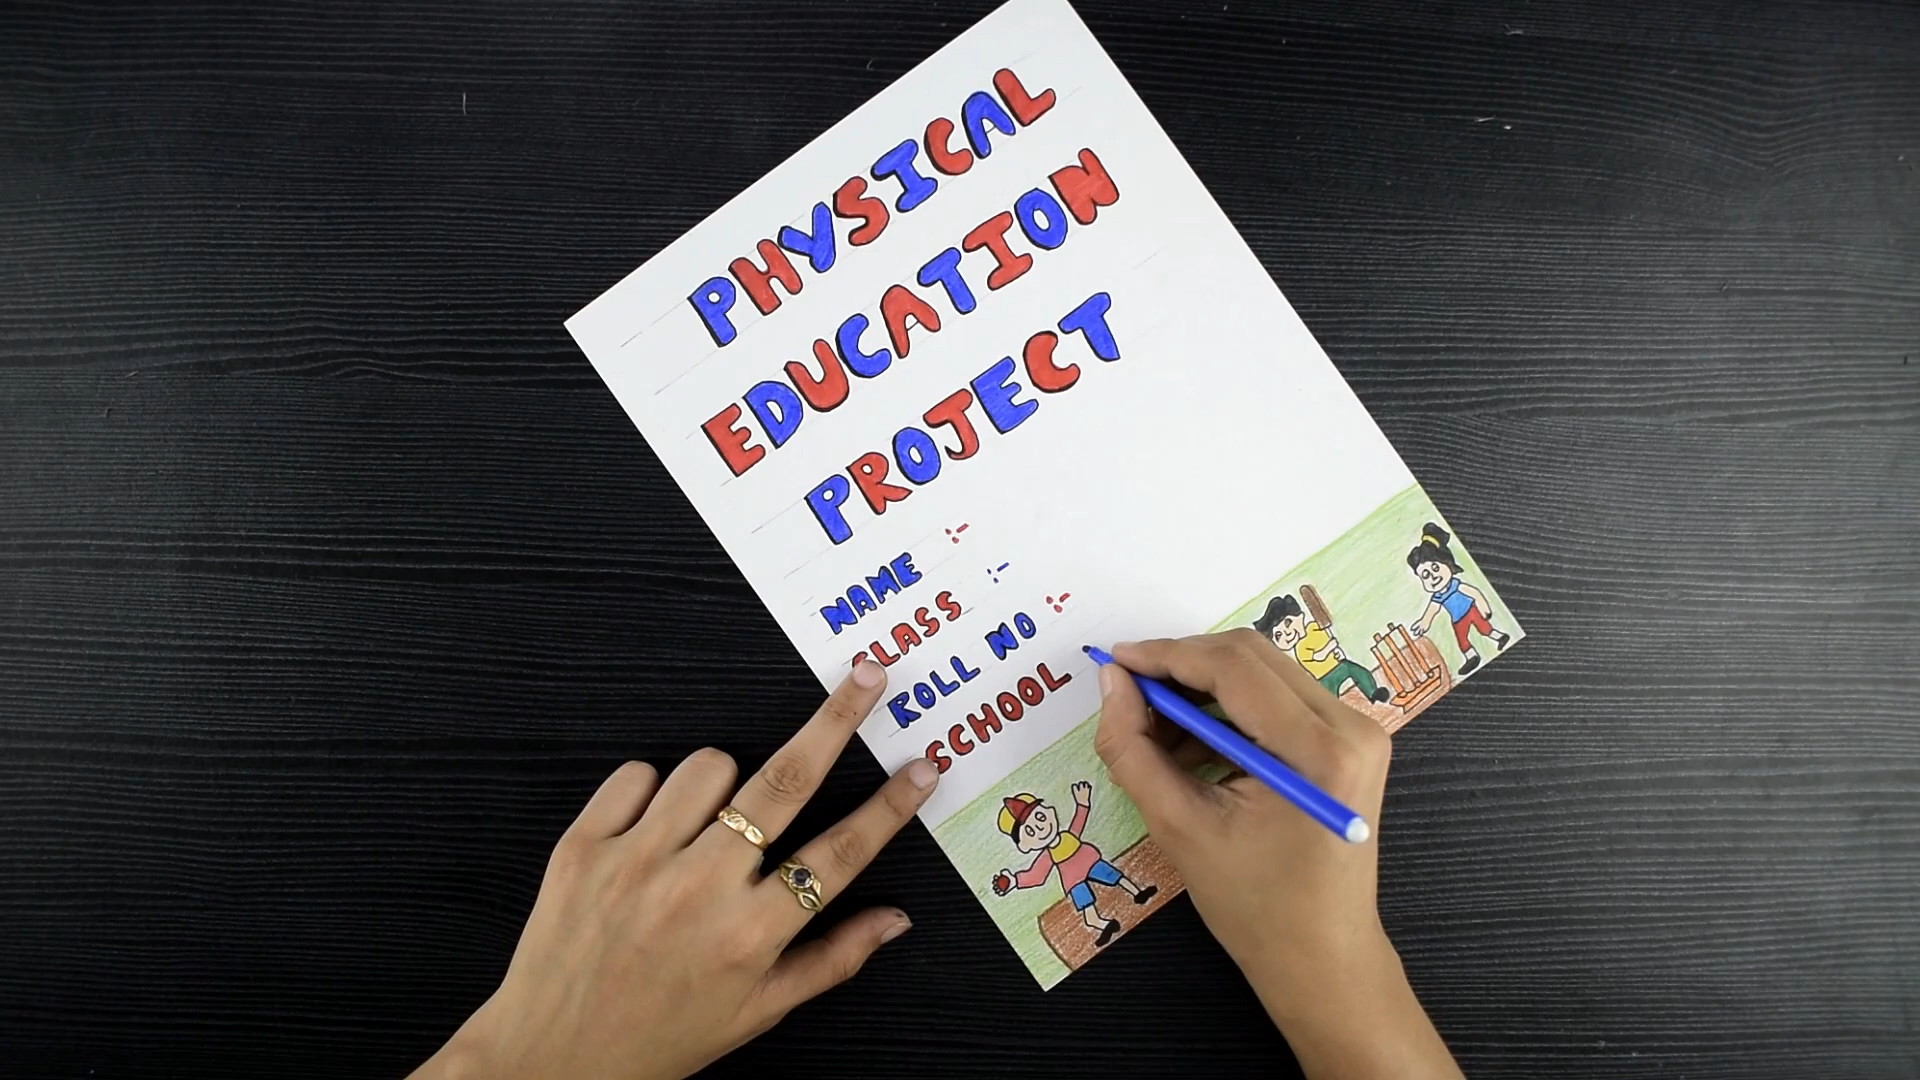 PHYSICAL
EDUCATION
PROJECT
NAME :-
CLASS :-
ROLL NO :-
SCHOOL